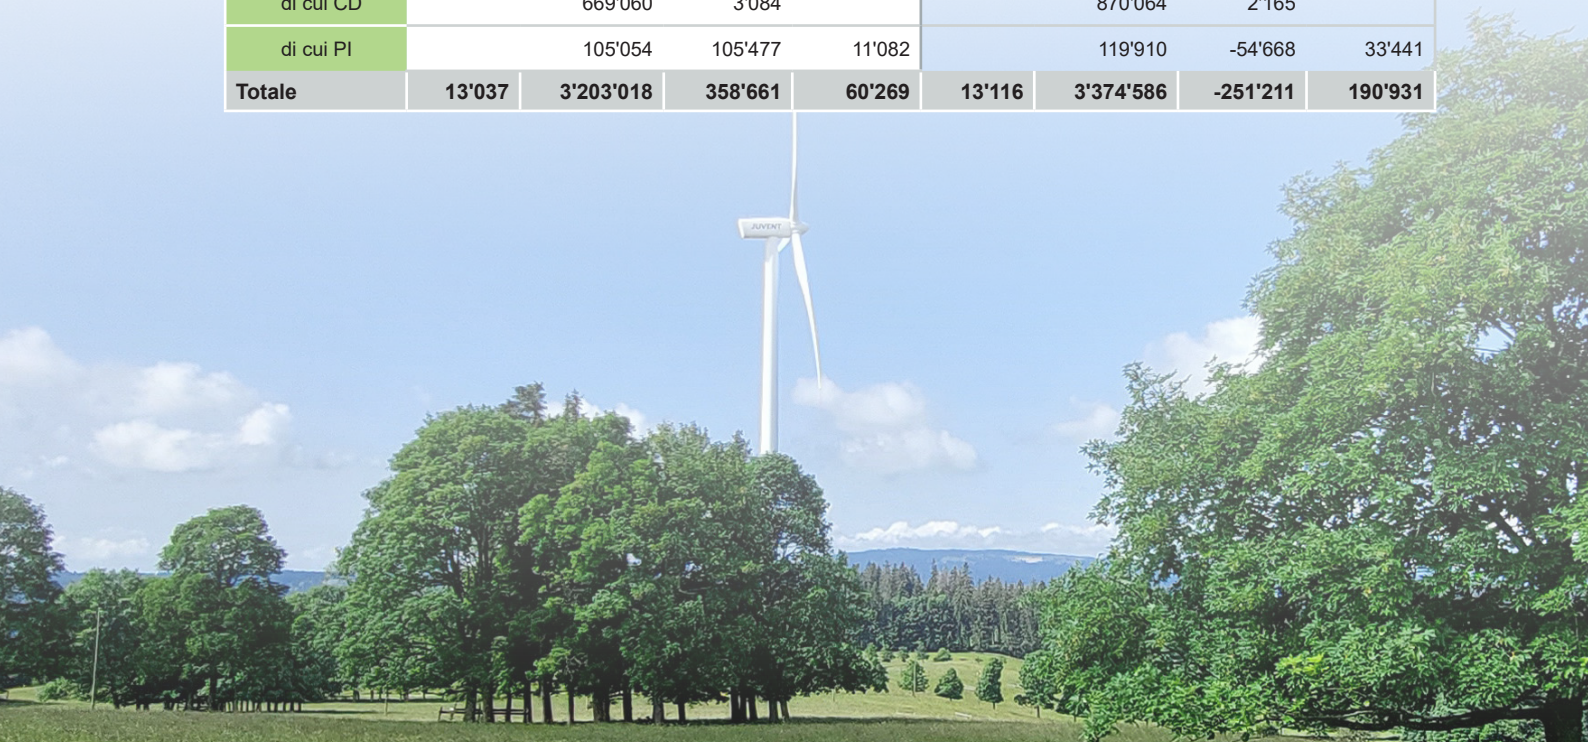 di cui CD 669'060 3'084 870'064 2'165
di cui PI 105'054 105'477 11'082 119'910 -54'668 33'441
Totale 13'037 3'203'018 358'661 60'269 13'116 3'374'586 -251'211 190'931
JUVENT